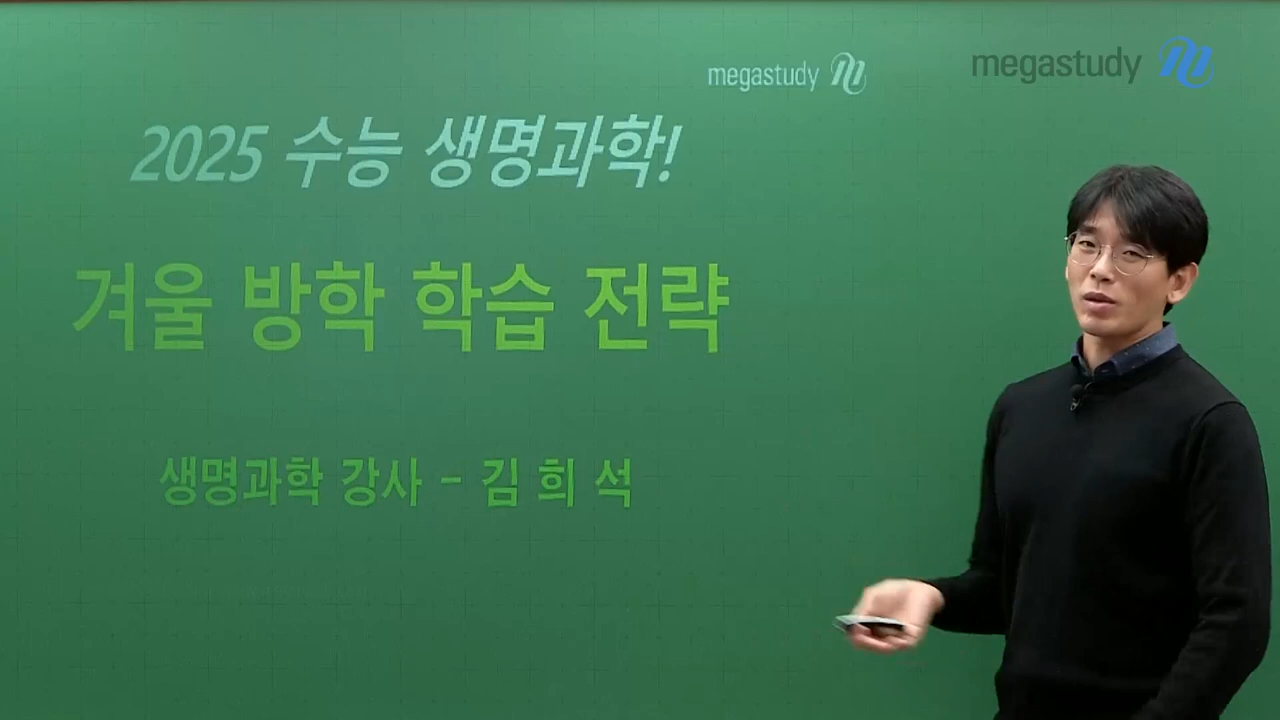 megastudy
megastudy
2025 수능 생명과학!
겨울 방학 학습 전략
생명과학 강사 - 김 희 석